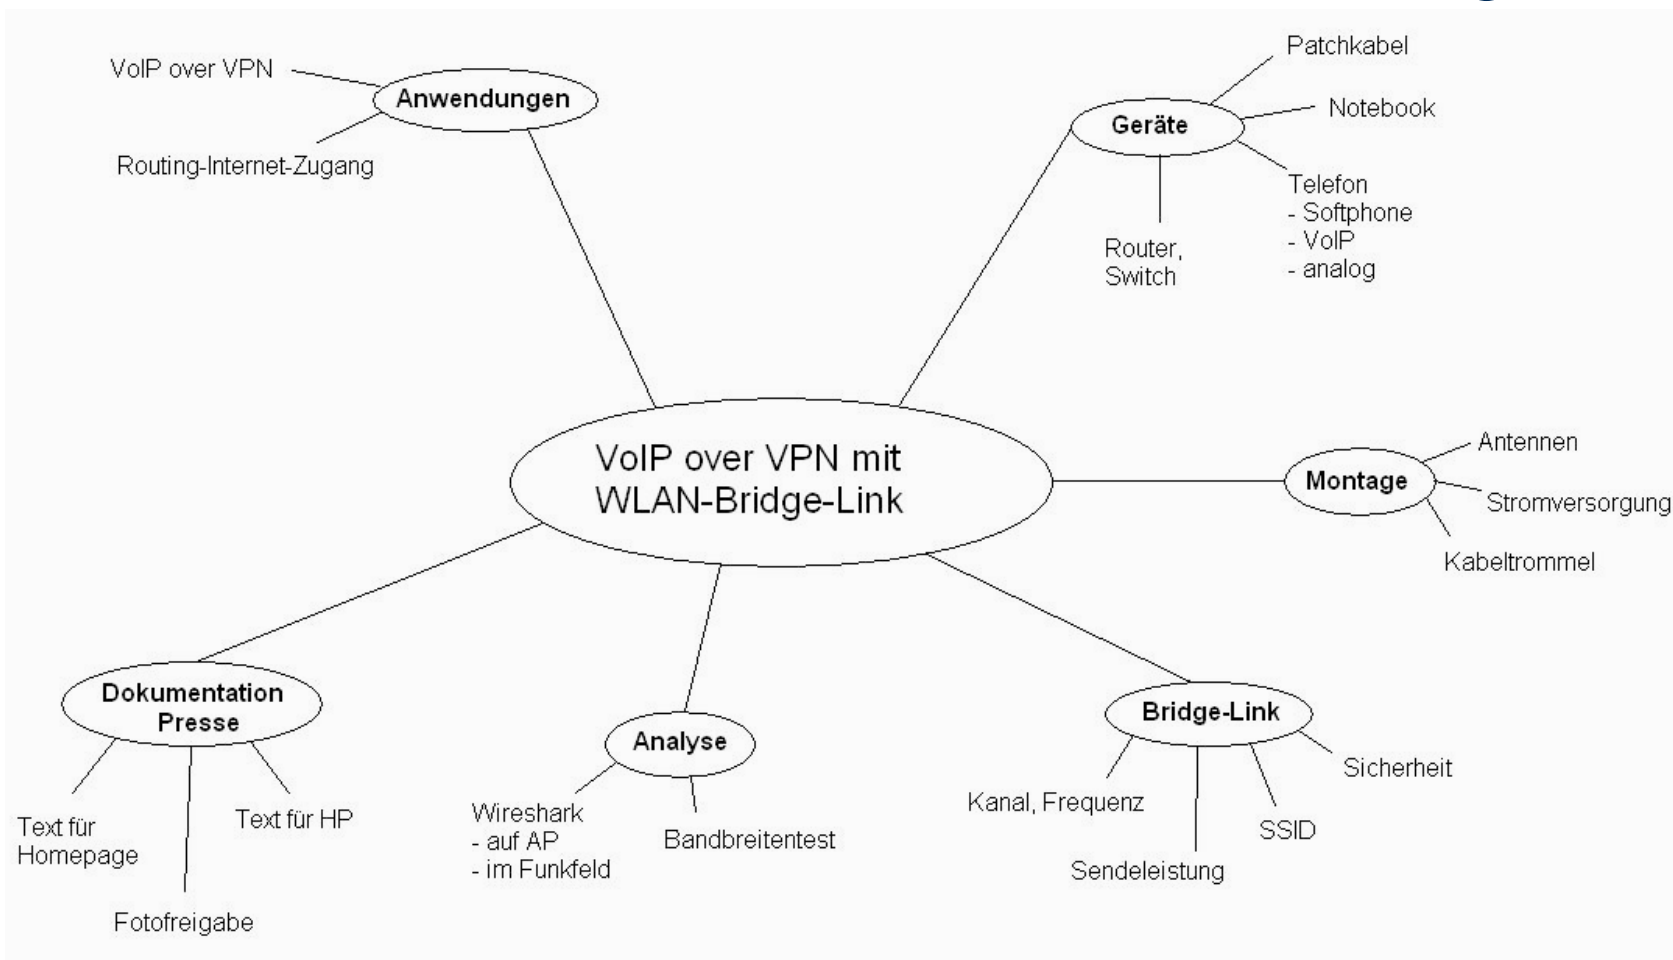 VoIP over VPN
Anwendungen
Routing-Internet-Zugang
Patchkabel
Notebook
Geräte
Telefon
- Softphone
- VoIP
- analog
Router,
Switch
VoIP over VPN mit
WLAN-Bridge-Link
Antennen
Montage
Stromversorgung
Kabeltrommel
Dokumentation
Presse
Text für
Homepage
Text für HP
Fotofreigabe
Analyse
Wireshark
- auf AP
- im Funkfeld
Bandbreitentest
Bridge-Link
Sicherheit
Kanal, Frequenz
SSID
Sendeleistung